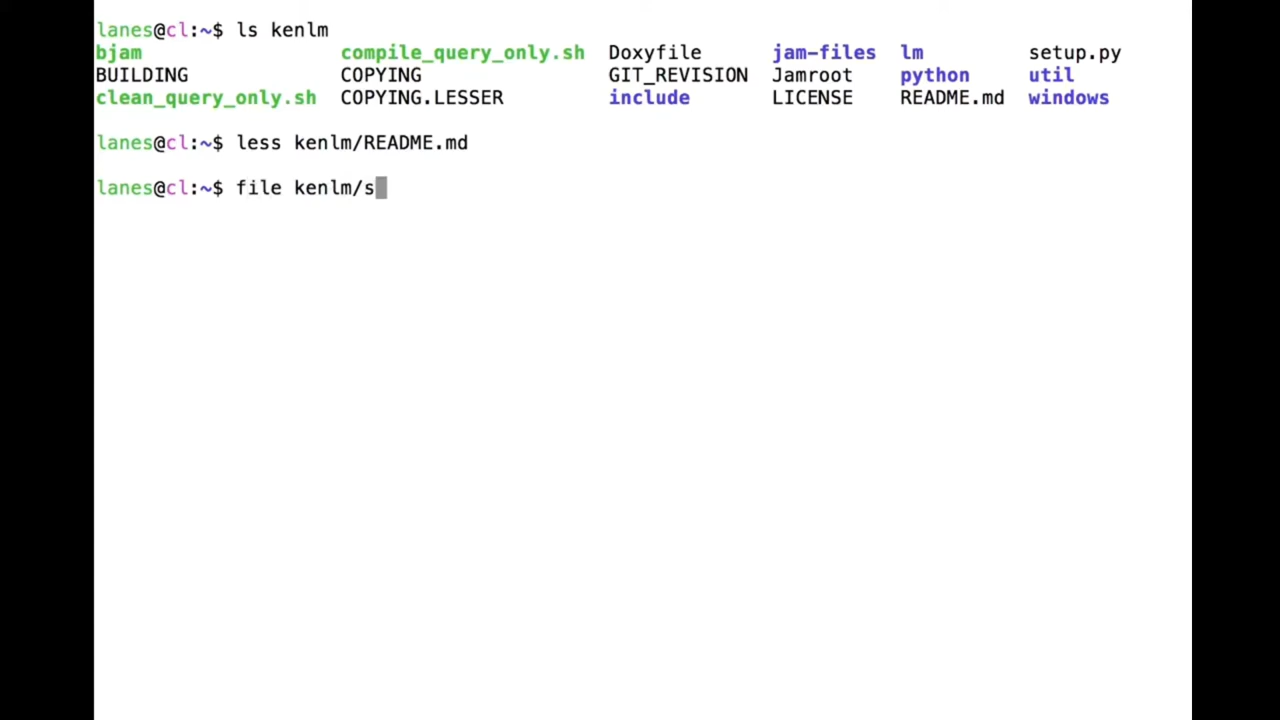 lanes@cl:~$ ls kenlm
bjam compile_query_only.sh Doxyfile jam-files lm setup.py
BUILDING COPYING GIT_REVISION Jamroot python util
clean_query_only.sh COPYING.LESSER include LICENSE README.md windows
lanes@cl:~$ less kenlm/README.md
lanes@cl:~$ file kenlm/s